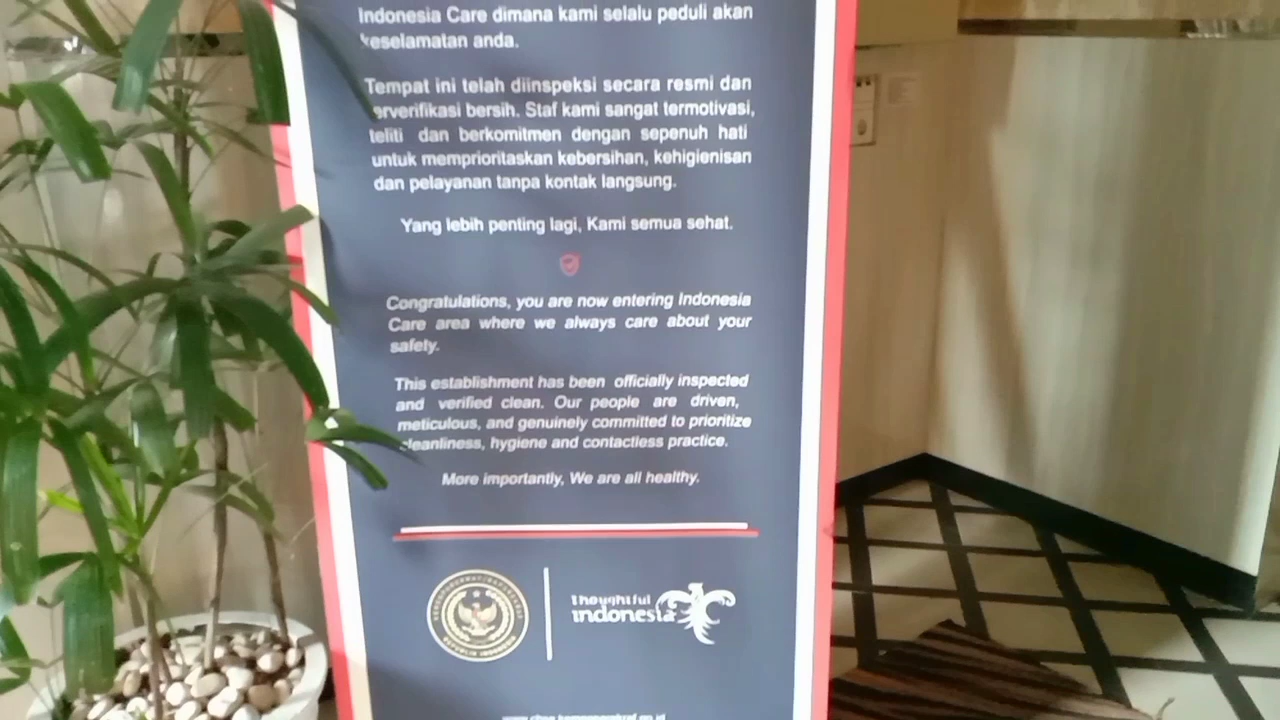 Indonesia Care dimana kami selalu peduli akan
keselamatan anda.
Tempat ini telah diinspeksi secara resmi dan
erverifikasi bersih. Staf kami sangat termotivasi,
teliti dan berkomitmen dengan sepenuh hati
untuk memprioritaskan kebersihan, kehigienisan
dan pelayanan tanpa kontak langsung.
Yang lebih penting lagi, Kami semua sehat.
Congratulations, you are now entering Indonesia
Care area where we always care about your
safety.
This establishment has been officially inspected
and verified clean. Our people are driven,
meticulous, and genuinely committed to prioritize
cleanliness, hygiene and contactless practice.
More importantly, We are all healthy.
Thoughtful
indonesia